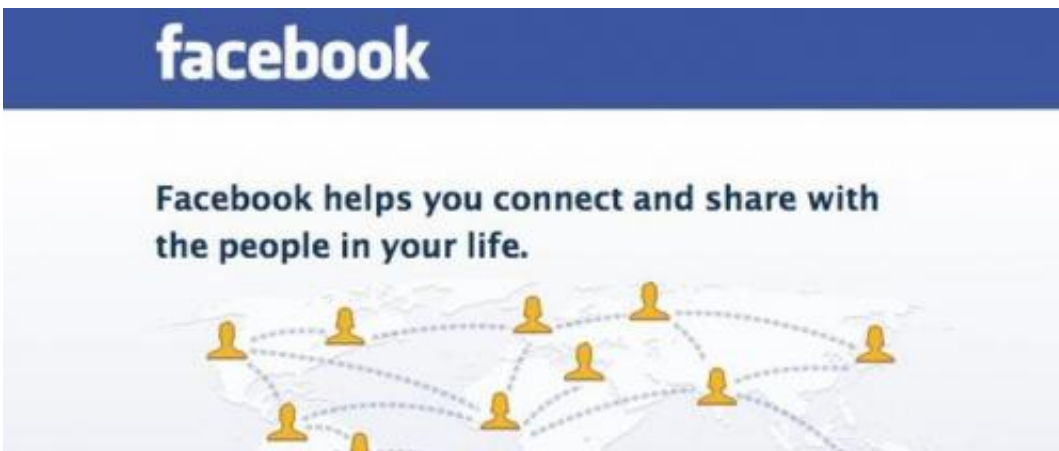 facebook
Facebook helps you connect and share with
the people in your life.